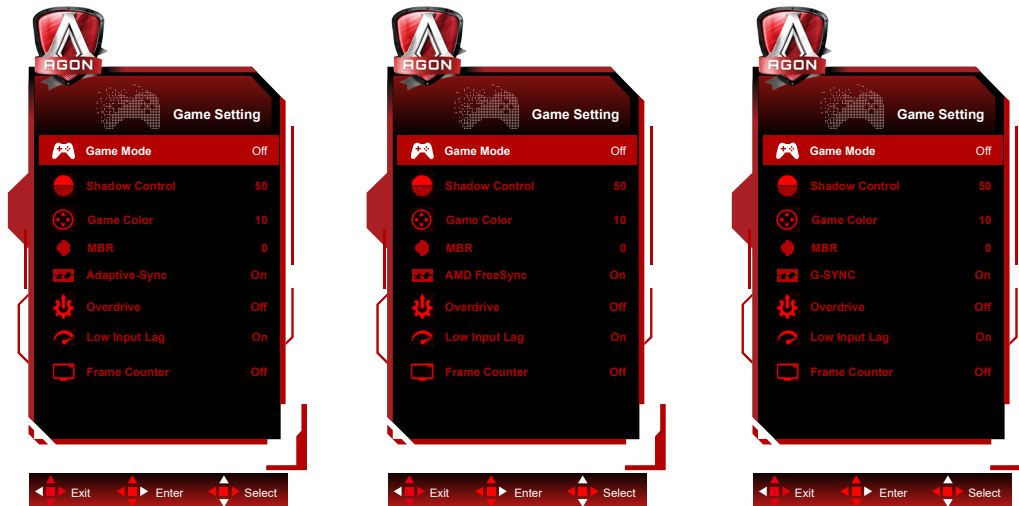 AGON
Game Setting
Game Mode Off
Shadow Control 50
Game Color 10
MBR 0
Adaptive-Sync On
Overdrive Off
Low Input Lag On
Frame Counter Off
Exit Enter Select
AGON
Game Setting
Game Mode Off
Shadow Control 50
Game Color 10
MBR 0
AMD FreeSync On
Overdrive Off
Low Input Lag On
Frame Counter Off
Exit Enter Select
AGON
Game Setting
Game Mode Off
Shadow Control 50
Game Color 10
MBR 0
G-SYNC On
Overdrive Off
Low Input Lag On
Frame Counter Off
Exit Enter Select